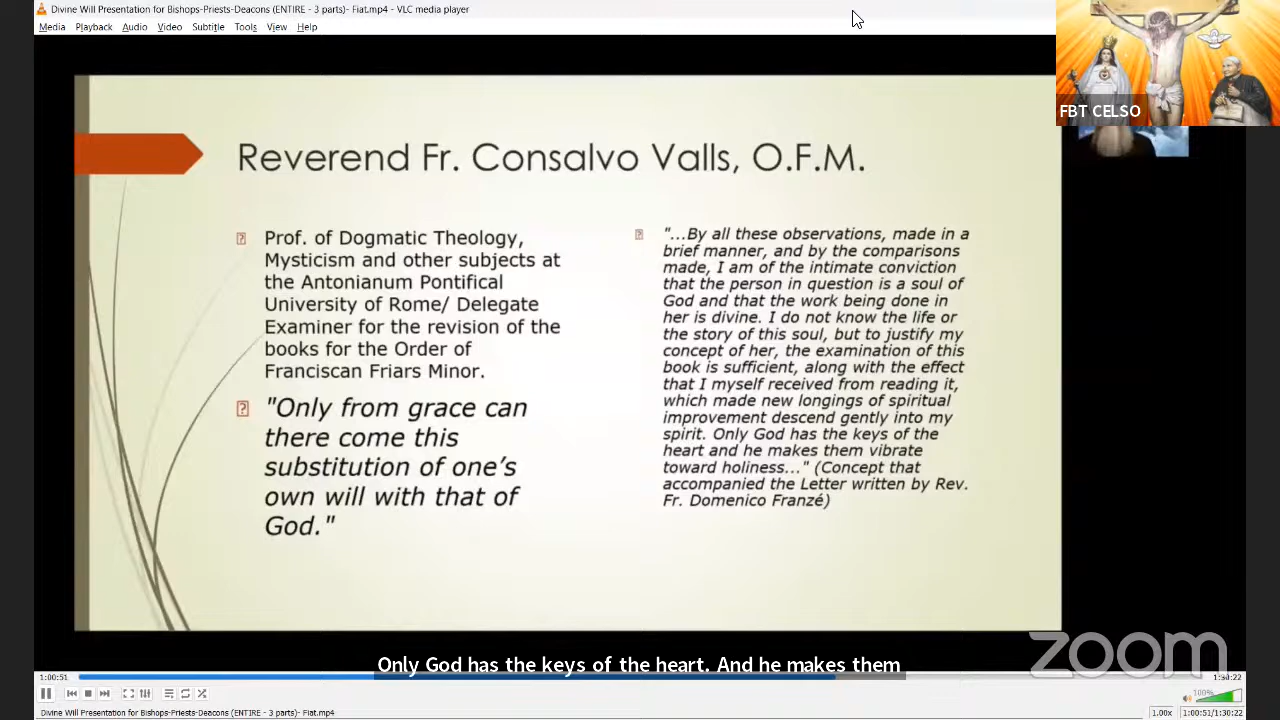 Divine Will Presentation for Bishops-Priests-Deacons (ENTIRE - 3 parts)- Fiat.mp4 - VLC media player
Media Playback Audio Video Subtitle Tools View Help
FBT CELSO
Reverend Fr. Consalvo Valls, O.F.M.
Prof. of Dogmatic Theology,
Mysticism and other subjects at
the Antonianum Pontifical
University of Rome/ Delegate
Examiner for the revision of the
books for the Order of
Franciscan Friars Minor.
"Only from grace can
there come this
substitution of one's
own will with that of
God."
"...By all these observations, made in a
brief manner, and by the comparisons
made, I am of the intimate conviction
that the person in question is a soul of
God and that the work being done in
her is divine. I do not know the life or
the story of this soul, but to justify my
concept of her, the examination of this
book is sufficient, along with the effect
that I myself received from reading it,
which made new longings of spiritual
improvement descend gently into my
spirit. Only God has the keys of the
heart and he makes them vibrate
toward holiness..." (Concept that
accompanied the Letter written by Rev.
Fr. Domenico Franzé)
Only God has the keys of the heart. And he makes them
zoom
1:00:51
1:30:22
100%
Divine Will Presentation for Bishops-Priests-Deacons (ENTIRE - 3 parts)- Fiat.mp4
1.00x
1:00:51/1:30:22